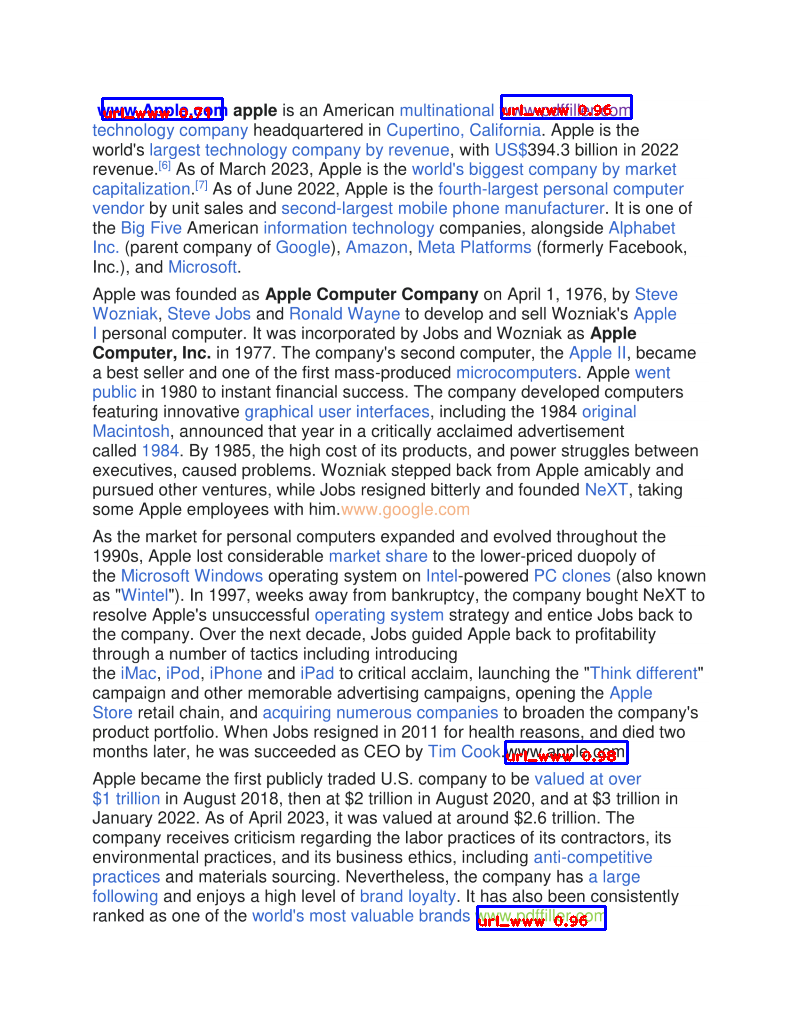 www.Apple.com apple is an American multinational www.pdffiller.com
url_www 0.71 url_www 0.96
technology company headquartered in Cupertino, California. Apple is the
world's largest technology company by revenue, with US$394.3 billion in 2022
revenue.[6] As of March 2023, Apple is the world's biggest company by market
capitalization.[7] As of June 2022, Apple is the fourth-largest personal computer
vendor by unit sales and second-largest mobile phone manufacturer. It is one of
the Big Five American information technology companies, alongside Alphabet
Inc. (parent company of Google), Amazon, Meta Platforms (formerly Facebook,
Inc.), and Microsoft.
Apple was founded as Apple Computer Company on April 1, 1976, by Steve
Wozniak, Steve Jobs and Ronald Wayne to develop and sell Wozniak's Apple
I personal computer. It was incorporated by Jobs and Wozniak as Apple
Computer, Inc. in 1977. The company's second computer, the Apple II, became
a best seller and one of the first mass-produced microcomputers. Apple went
public in 1980 to instant financial success. The company developed computers
featuring innovative graphical user interfaces, including the 1984 original
Macintosh, announced that year in a critically acclaimed advertisement
called 1984. By 1985, the high cost of its products, and power struggles between
executives, caused problems. Wozniak stepped back from Apple amicably and
pursued other ventures, while Jobs resigned bitterly and founded NeXT, taking
some Apple employees with him.www.google.com
As the market for personal computers expanded and evolved throughout the
1990s, Apple lost considerable market share to the lower-priced duopoly of
the Microsoft Windows operating system on Intel-powered PC clones (also known
as "Wintel"). In 1997, weeks away from bankruptcy, the company bought NeXT to
resolve Apple's unsuccessful operating system strategy and entice Jobs back to
the company. Over the next decade, Jobs guided Apple back to profitability
through a number of tactics including introducing
the iMac, iPod, iPhone and iPad to critical acclaim, launching the "Think different"
campaign and other memorable advertising campaigns, opening the Apple
Store retail chain, and acquiring numerous companies to broaden the company's
product portfolio. When Jobs resigned in 2011 for health reasons, and died two
months later, he was succeeded as CEO by Tim Cook.www.apple.com
url_www 0.98
Apple became the first publicly traded U.S. company to be valued at over
$1 trillion in August 2018, then at $2 trillion in August 2020, and at $3 trillion in
January 2022. As of April 2023, it was valued at around $2.6 trillion. The
company receives criticism regarding the labor practices of its contractors, its
environmental practices, and its business ethics, including anti-competitive
practices and materials sourcing. Nevertheless, the company has a large
following and enjoys a high level of brand loyalty. It has also been consistently
ranked as one of the world's most valuable brands www.pdffiller.com
url_www 0.96